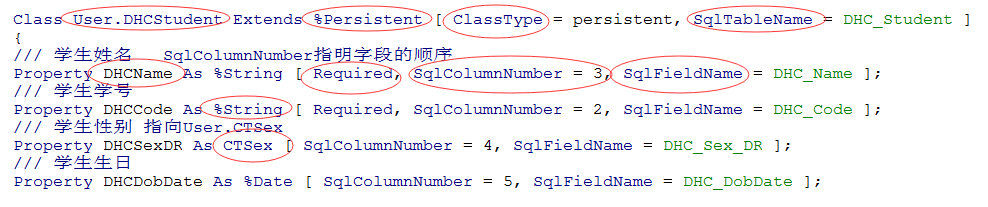 Class User.DHCStudent Extends %Persistent [ ClassType = persistent, SqlTableName = DHC_Student ]
{
/// 学生姓名   SqlColumnNumber指明字段的顺序
Property DHCName As %String [ Required, SqlColumnNumber = 3, SqlFieldName = DHC_Name ];
/// 学生学号
Property DHCCode As %String [ Required, SqlColumnNumber = 2, SqlFieldName = DHC_Code ];
/// 学生性别 指向User.CTSex
Property DHCSexDR As CTSex [ SqlColumnNumber = 4, SqlFieldName = DHC_Sex_DR ];
/// 学生生日
Property DHCDobDate As %Date [ SqlColumnNumber = 5, SqlFieldName = DHC_DobDate ];